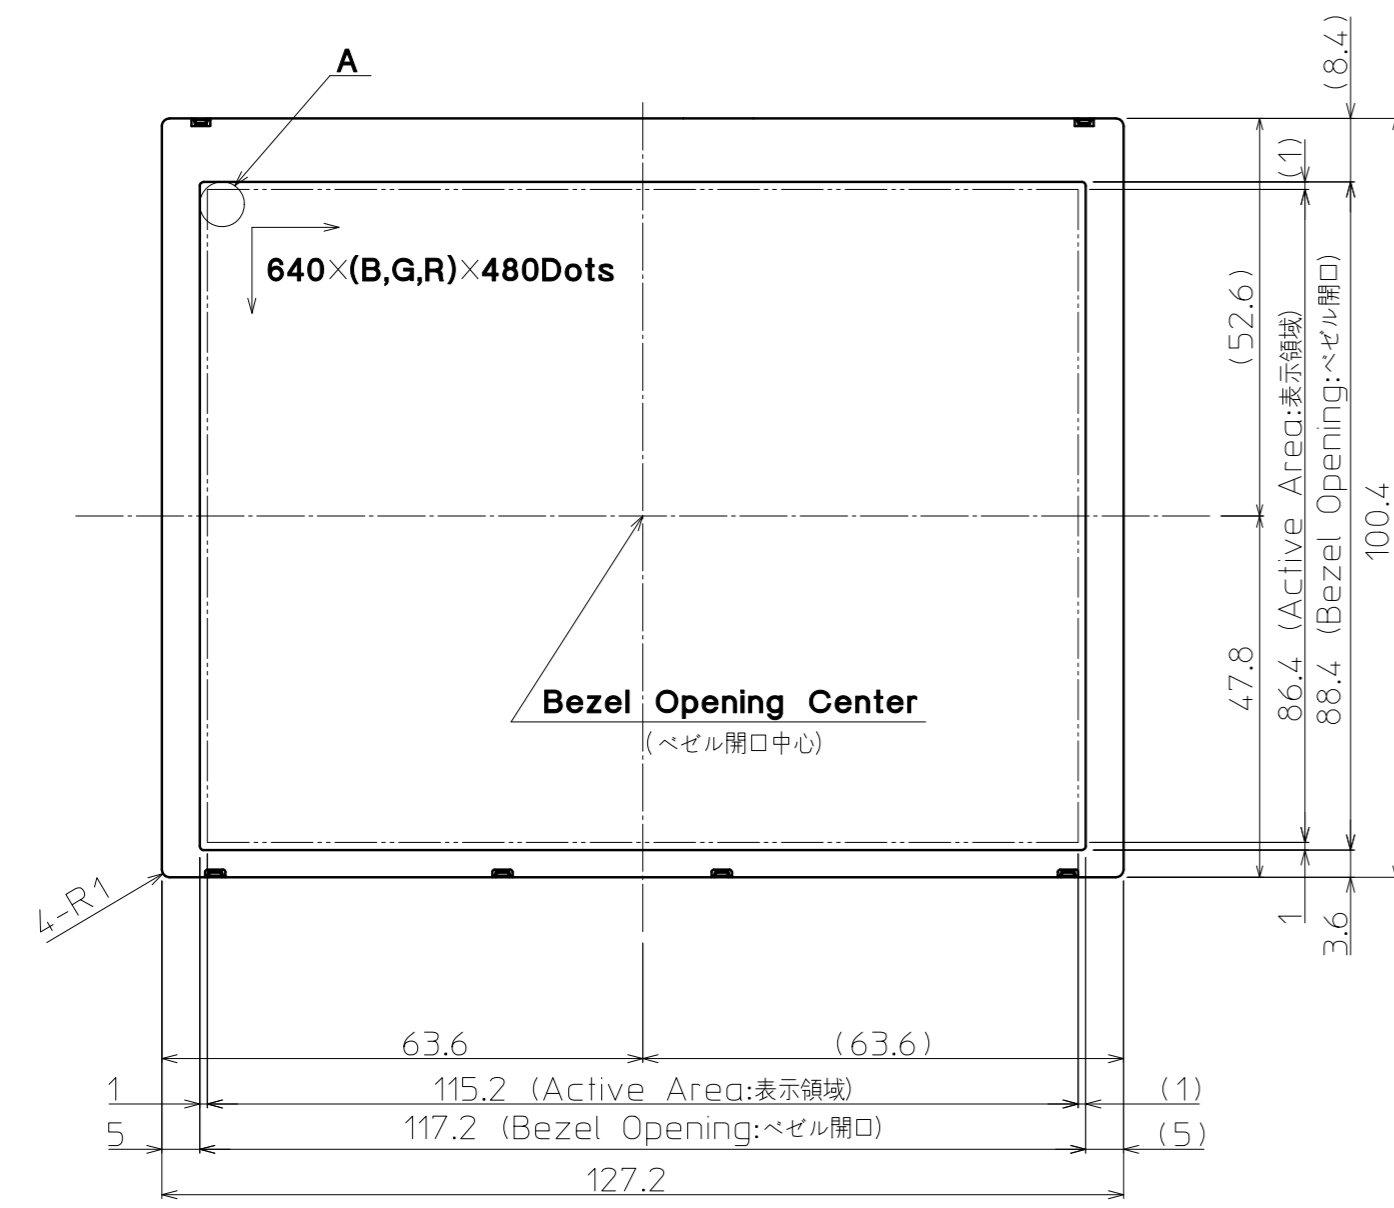 A
(8.4)
(1)
640×(B,G,R)×480Dots
(52.6)
86.4 (Active Area:表示領域)
88.4 (Bezel Opening:ベゼル開口)
100.4
47.8
Bezel Opening Center
(ベゼル開口中心)
4-R1
1
3.6
63.6
(63.6)
1
115.2 (Active Area:表示領域)
(1)
5
117.2 (Bezel Opening:ベゼル開口)
(5)
127.2